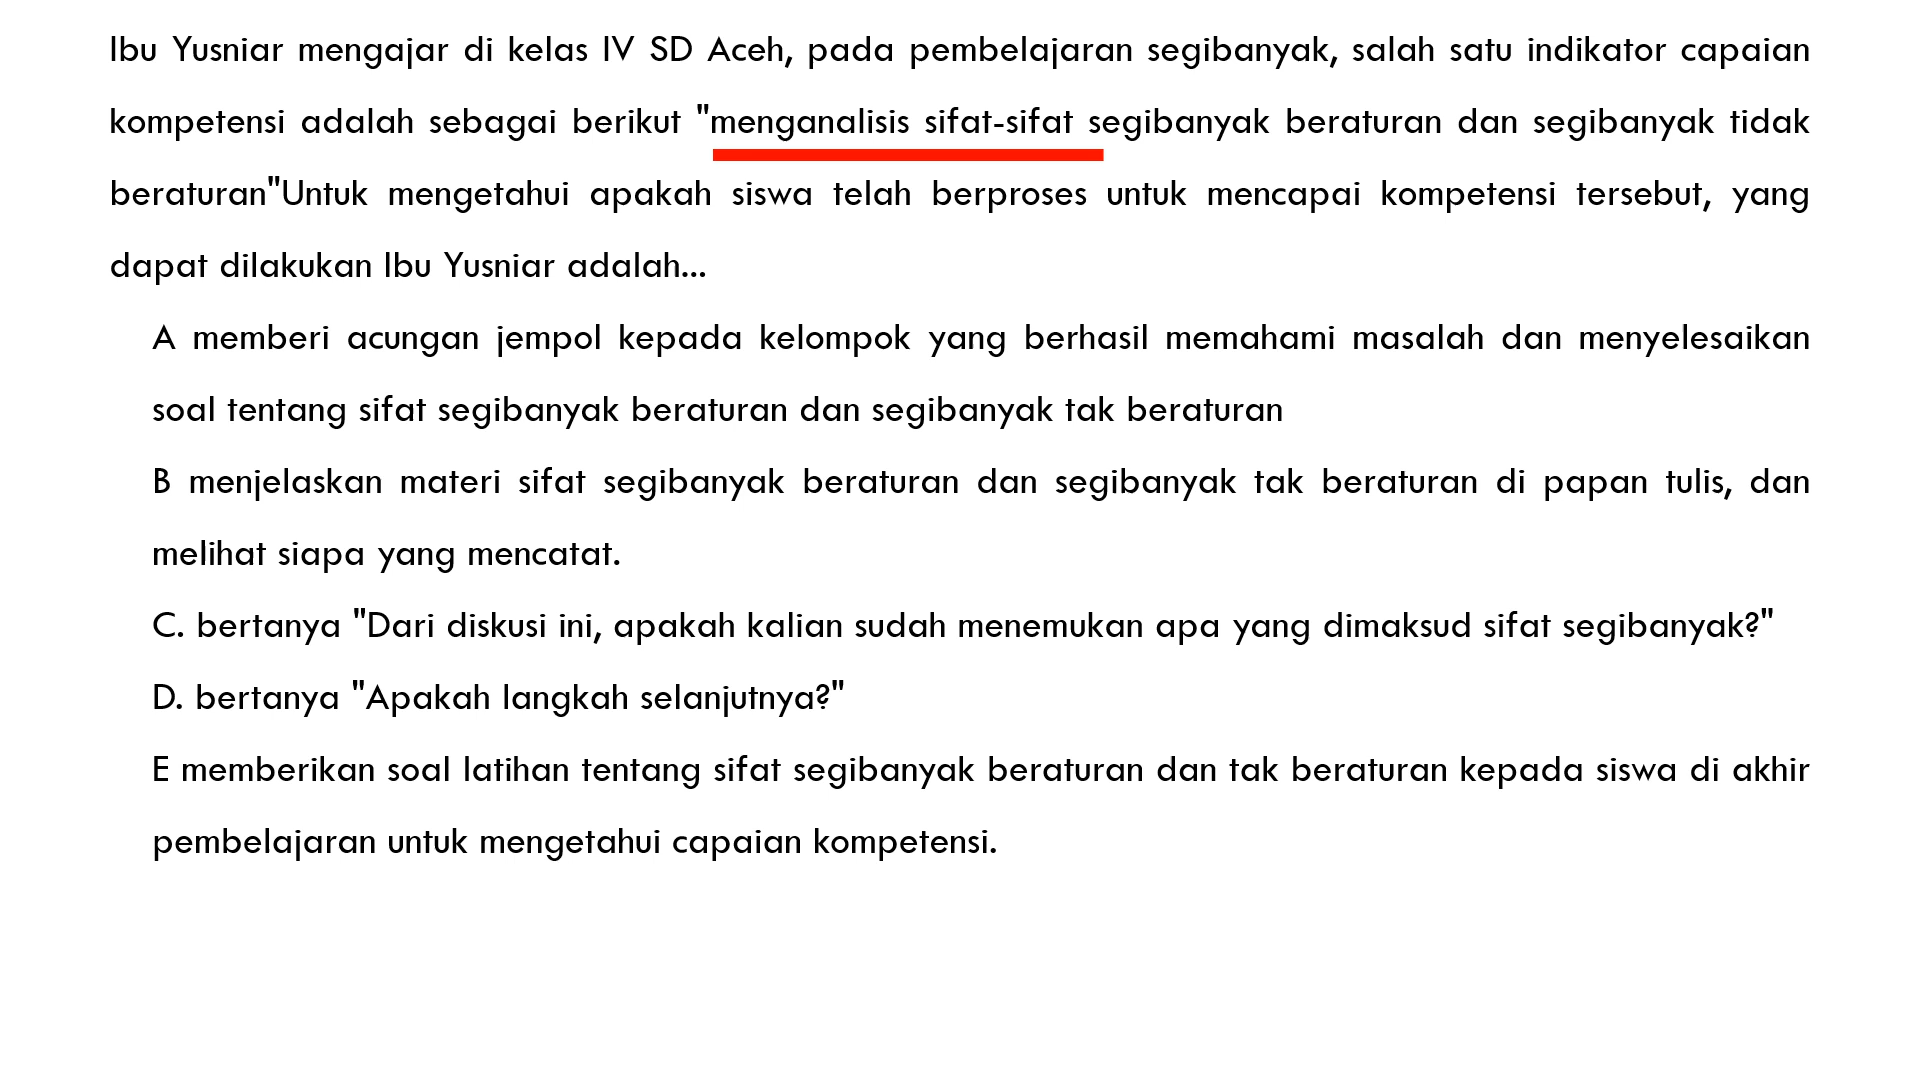 Ibu Yusniar mengajar di kelas IV SD Aceh, pada pembelajaran segibanyak, salah satu indikator capaian
kompetensi adalah sebagai berikut "menganalisis sifat-sifat segibanyak beraturan dan segibanyak tidak
beraturan"Untuk mengetahui apakah siswa telah berproses untuk mencapai kompetensi tersebut, yang
dapat dilakukan Ibu Yusniar adalah...
A memberi acungan jempol kepada kelompok yang berhasil memahami masalah dan menyelesaikan
soal tentang sifat segibanyak beraturan dan segibanyak tak beraturan
B menjelaskan materi sifat segibanyak beraturan dan segibanyak tak beraturan di papan tulis, dan
melihat siapa yang mencatat.
C. bertanya "Dari diskusi ini, apakah kalian sudah menemukan apa yang dimaksud sifat segibanyak?"
D. bertanya "Apakah langkah selanjutnya?"
E memberikan soal latihan tentang sifat segibanyak beraturan dan tak beraturan kepada siswa di akhir
pembelajaran untuk mengetahui capaian kompetensi.